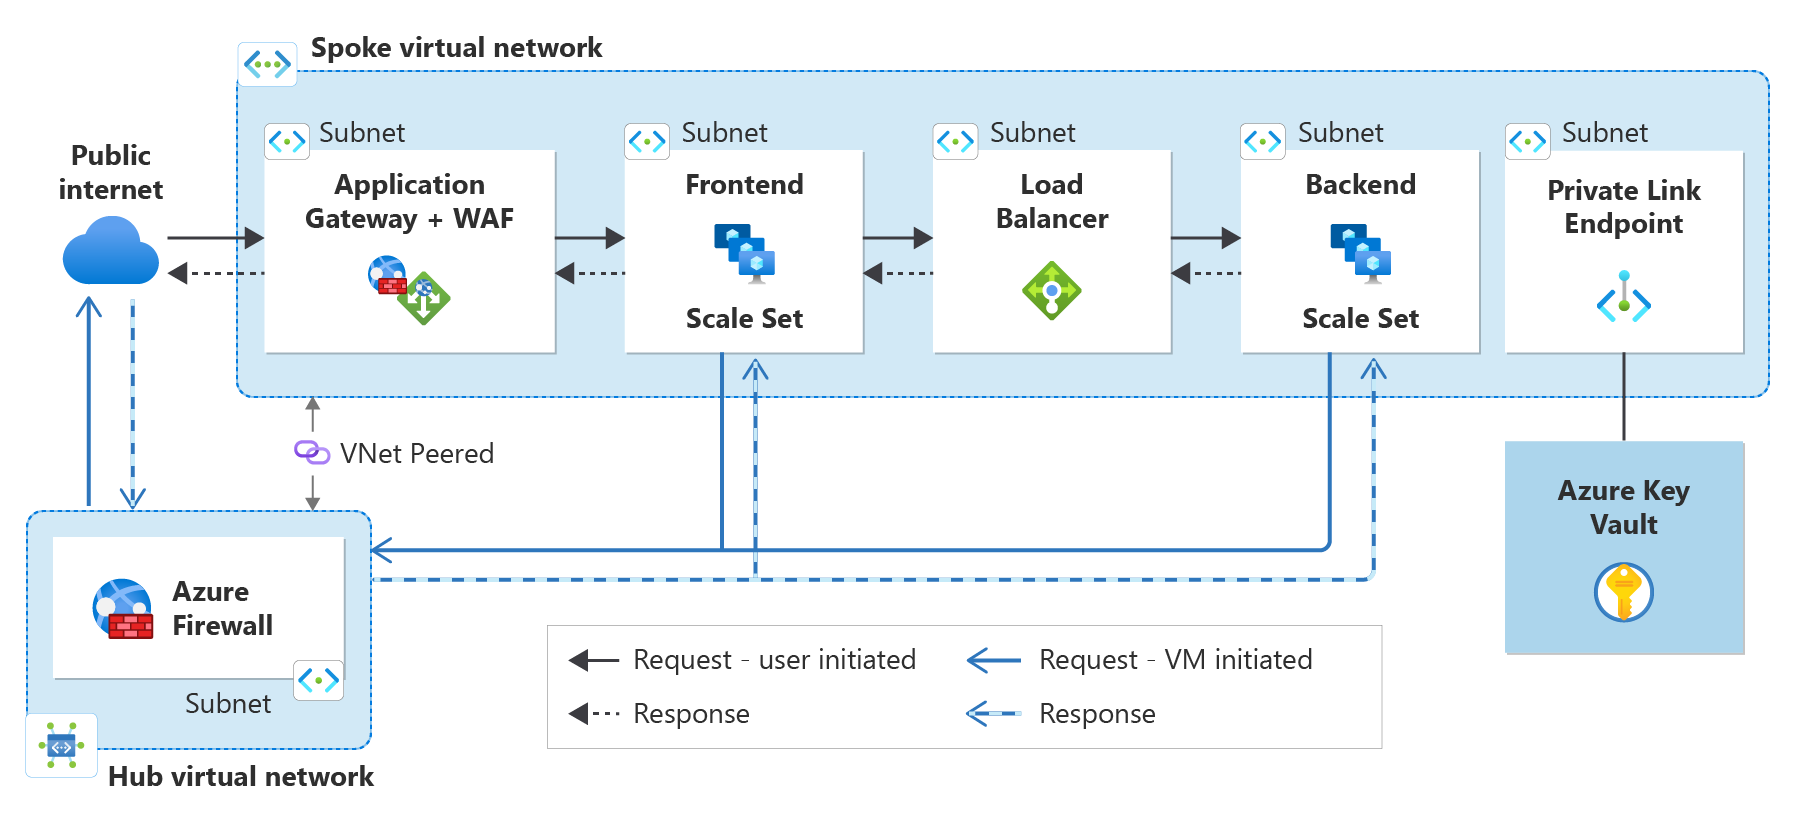 Spoke virtual network
Public
internet
Subnet
Application
Gateway + WAF
Subnet
Frontend
Scale Set
Subnet
Load
Balancer
Subnet
Backend
Scale Set
Subnet
Private Link
Endpoint
VNet Peered
Azure Key
Vault
Azure
Firewall
Subnet
Hub virtual network
Request - user initiated
Request - VM initiated
Response
Response